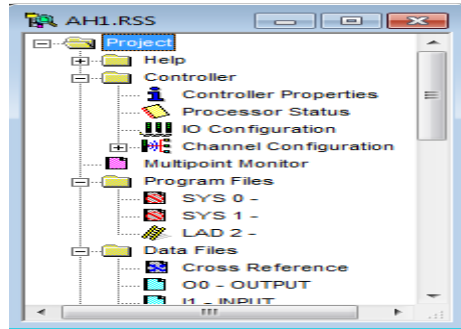 AH1.RSS
Project
Help
Controller
Controller Properties
Processor Status
IO Configuration
Channel Configuration
Multipoint Monitor
Program Files
SYS 0 -
SYS 1 -
LAD 2 -
Data Files
Cross Reference
O0 - OUTPUT
I1 - INPUT